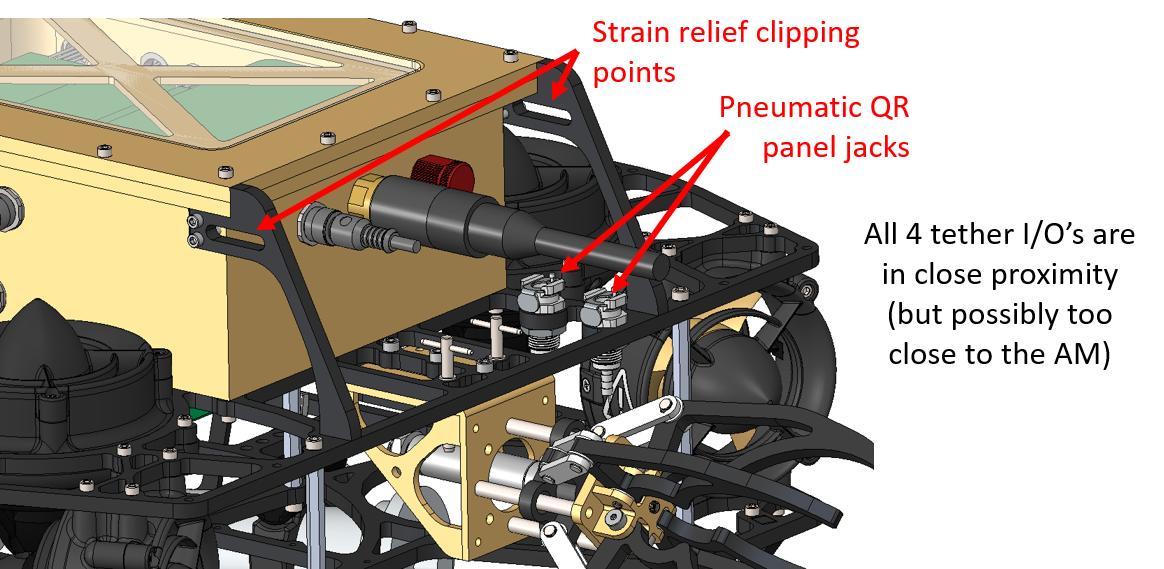 Strain relief clipping
points
Pneumatic QR
panel jacks
All 4 tether I/O’s are
in close proximity
(but possibly too
close to the AM)